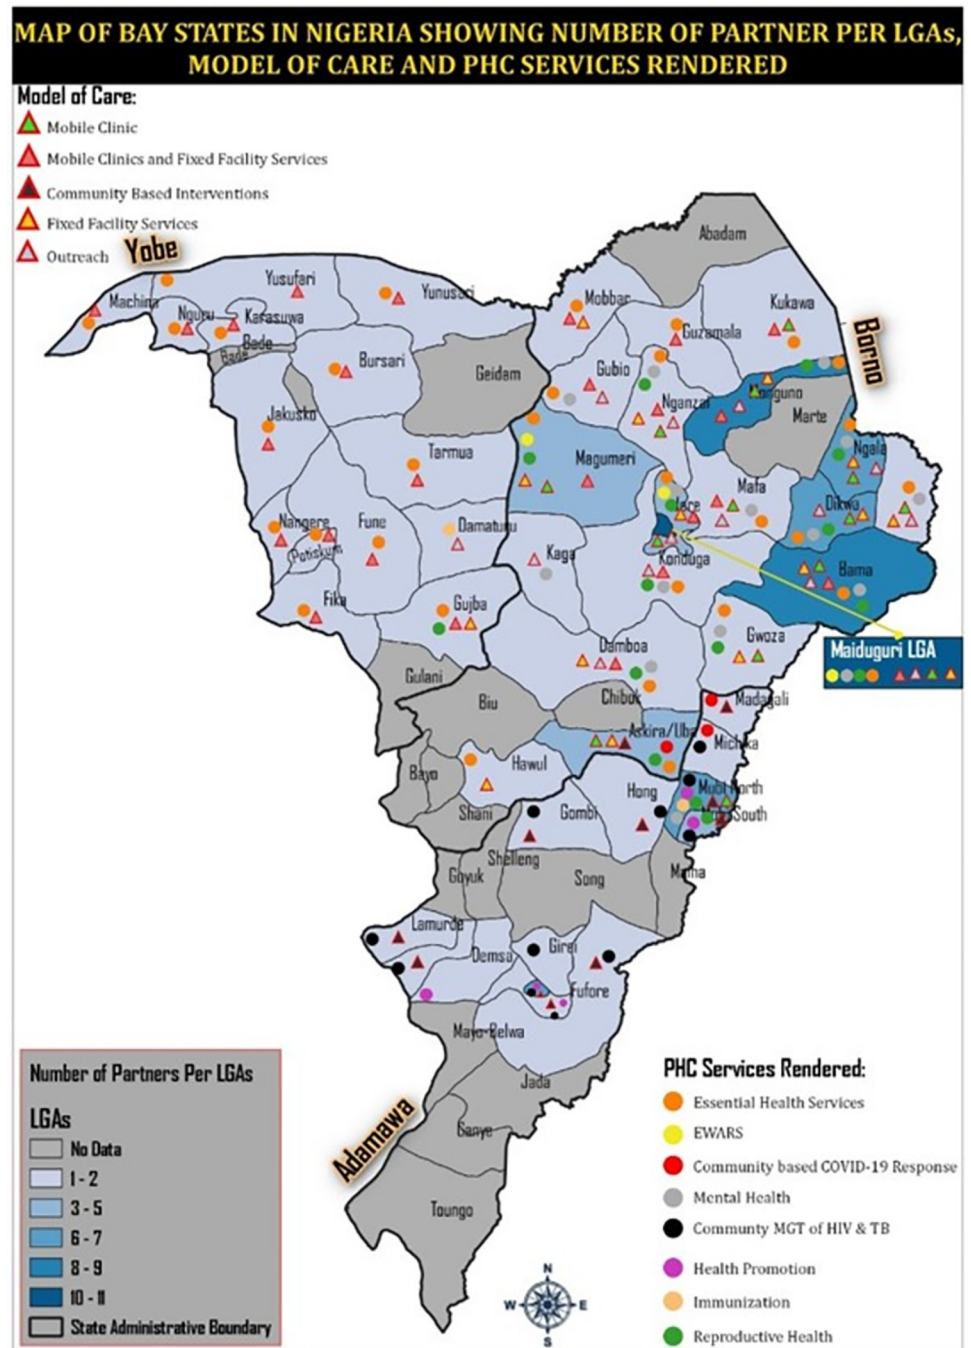 MAP OF BAY STATES IN NIGERIA SHOWING NUMBER OF PARTNER PER LGAs,
MODEL OF CARE AND PHC SERVICES RENDERED
Model of Care:
Mobile Clinic
Mobile Clinics and Fixed Facility Services
Community Based Interventions
Fixed Facility Services
Outreach
Yobe
Abadam
Yusufari
Yunusari
Machina
Mobbar
Kukawa
Nguru
Karasuwa
Guzamala
Borno
Bade
Bade
Bursari
Geidam
Gubio
Monguno
Nganzai
Marte
Jakusko
Tarmua
Magumeri
Ngala
Mafa
Jere
Dikwa
Nangere
Fune
Damaturu
(Potiskum
Kaga
Konduga
Bama
Fika
Gujba
Gwoza
Damboa
Maiduguri LGA
Gulani
Biu
Chibok
Madagali
Askira/Uba
Michika
Bayo
Hawul
Mubi North
Hong
Shani
Gombi
South
Shelleng
Guyuk
Song
Maiha
Lamurde
Demsa
Girei
Fufore
Mayo-Belwa
Jada
Ganye
Adamawa
Toungo
Number of Partners Per LGAs
LGAs
No Data
1 - 2
3 - 5
6 - 7
8 - 9
10 - 11
State Administrative Boundary
N
W
E
S
PHC Services Rendered:
Essential Health Services
EWARS
Community based COVID-19 Response
Mental Health
Communty MGT of HIV & TB
Health Promotion
Immunization
Reproductive Health